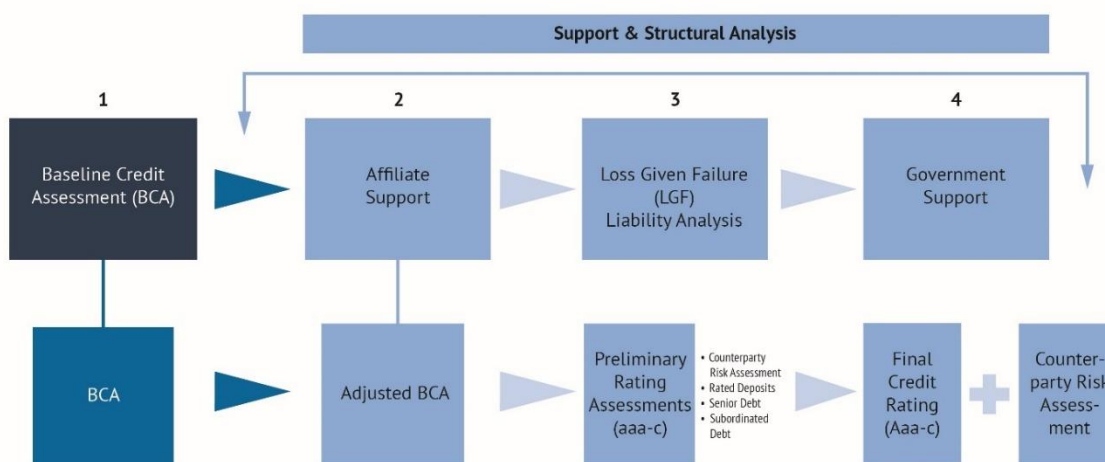 Support & Structural Analysis
1
2
3
4
Baseline Credit
Assessment (BCA)
Affiliate
Support
Loss Given Failure
(LGF)
Liability Analysis
Government
Support
BCA
Adjusted BCA
Preliminary
Rating
Assessments
(aaa-c)
• Counterparty
Risk Assessment
• Rated Deposits
• Senior Debt
• Subordinated
Debt
Final
Credit
Rating
(Aaa-c)
Counter-
party Risk
Assess-
ment